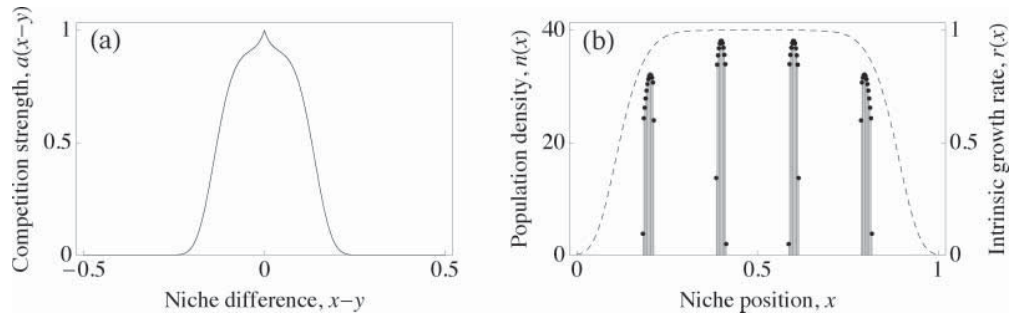 (a)
Competition strength, a(x–y)
1
0.5
0
−0.5
0
0.5
Niche difference, x–y
(b)
Population density, n(x)
40
20
0
0
0.5
1
Niche position, x
1
0.5
0
Intrinsic growth rate, r(x)